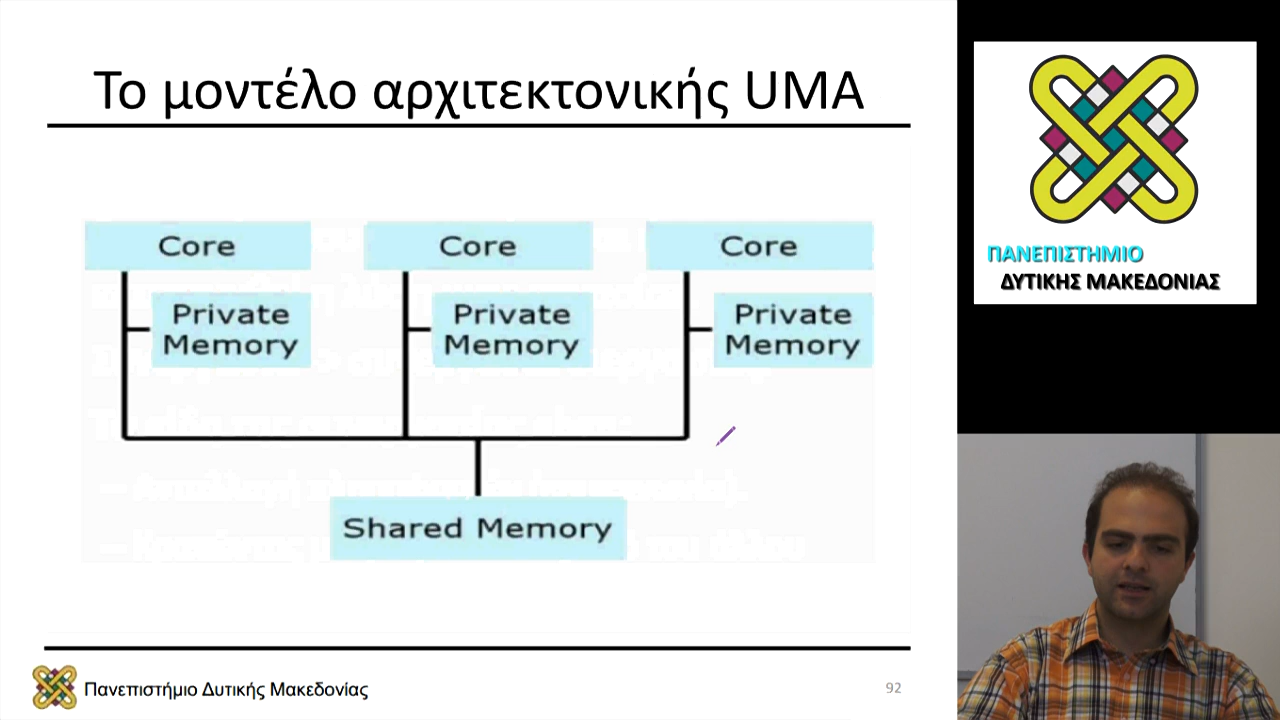 Το μοντέλο αρχιτεκτονικής UMA
Core
Core
Core
Private
Memory
Private
Memory
Private
Memory
Shared Memory
Πανεπιστήμιο Δυτικής Μακεδονίας
92
ΠΑΝΕΠΙΣΤΗΜΙΟ
ΔΥΤΙΚΗΣ ΜΑΚΕΔΟΝΙΑΣ